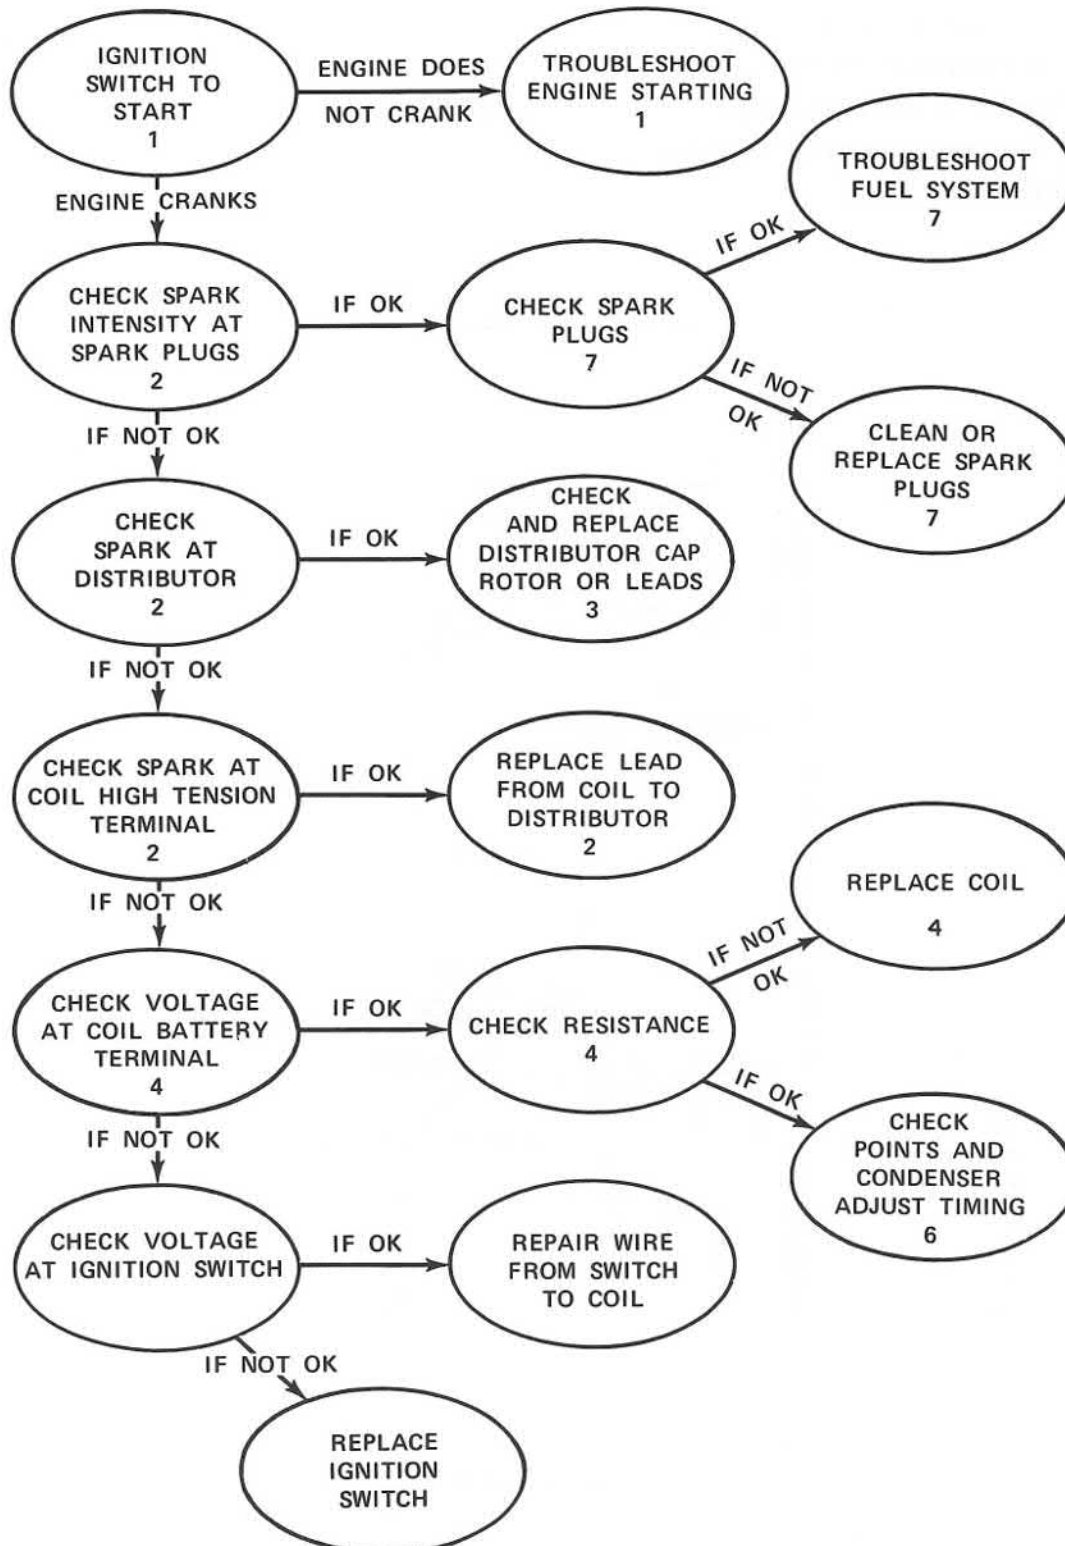 IGNITION
SWITCH TO
START
1
ENGINE DOES
NOT CRANK
TROUBLESHOOT
ENGINE STARTING
1
ENGINE CRANKS
TROUBLESHOOT
FUEL SYSTEM
7
CHECK SPARK
INTENSITY AT
SPARK PLUGS
2
IF OK
CHECK SPARK
PLUGS
7
IF OK
IF NOT
OK
CLEAN OR
REPLACE SPARK
PLUGS
7
IF NOT OK
CHECK
SPARK AT
DISTRIBUTOR
2
IF OK
CHECK
AND REPLACE
DISTRIBUTOR CAP
ROTOR OR LEADS
3
IF NOT OK
CHECK SPARK AT
COIL HIGH TENSION
TERMINAL
2
IF OK
REPLACE LEAD
FROM COIL TO
DISTRIBUTOR
2
IF NOT OK
CHECK VOLTAGE
AT COIL BATTERY
TERMINAL
4
IF OK
CHECK RESISTANCE
4
IF NOT
OK
REPLACE COIL
4
IF OK
CHECK
POINTS AND
CONDENSER
ADJUST TIMING
6
IF NOT OK
CHECK VOLTAGE
AT IGNITION SWITCH
IF OK
REPAIR WIRE
FROM SWITCH
TO COIL
IF NOT OK
REPLACE
IGNITION
SWITCH